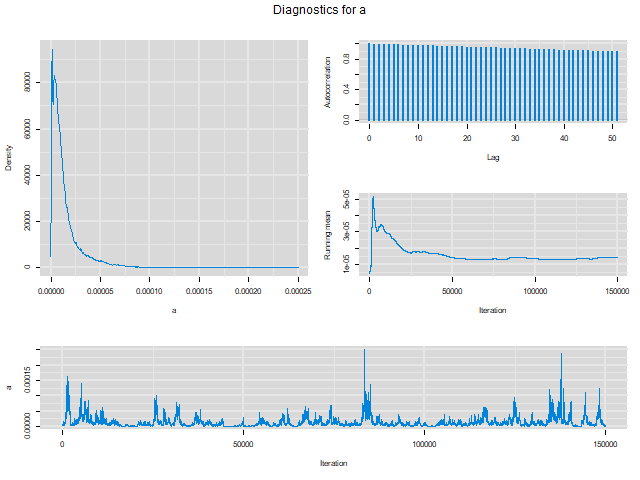 Diagnostics for a
Density
0 20000 40000 60000 80000
0.00000 0.00005 0.00010 0.00015 0.00020 0.00025
a
Autocorrelation
0.0 0.4 0.8
0 10 20 30 40 50
Lag
Running mean
1e-05 3e-05 5e-05
0 50000 100000 150000
Iteration
a
0.00000 0.00015
0 50000 100000 150000
Iteration